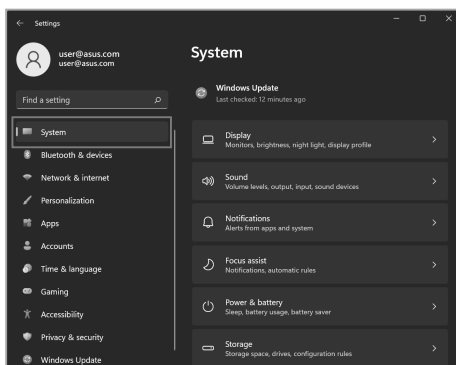 Settings
user@asus.com
user@asus.com
Find a setting
System
Bluetooth & devices
Network & internet
Personalization
Apps
Accounts
Time & language
Gaming
Accessibility
Privacy & security
Windows Update
System
Windows Update
Last checked: 12 minutes ago
Display
Monitors, brightness, night light, display profile
Sound
Volume levels, output, input, sound devices
Notifications
Alerts from apps and system
Focus assist
Notifications, automatic rules
Power & battery
Sleep, battery usage, battery saver
Storage
Storage space, drives, configuration rules